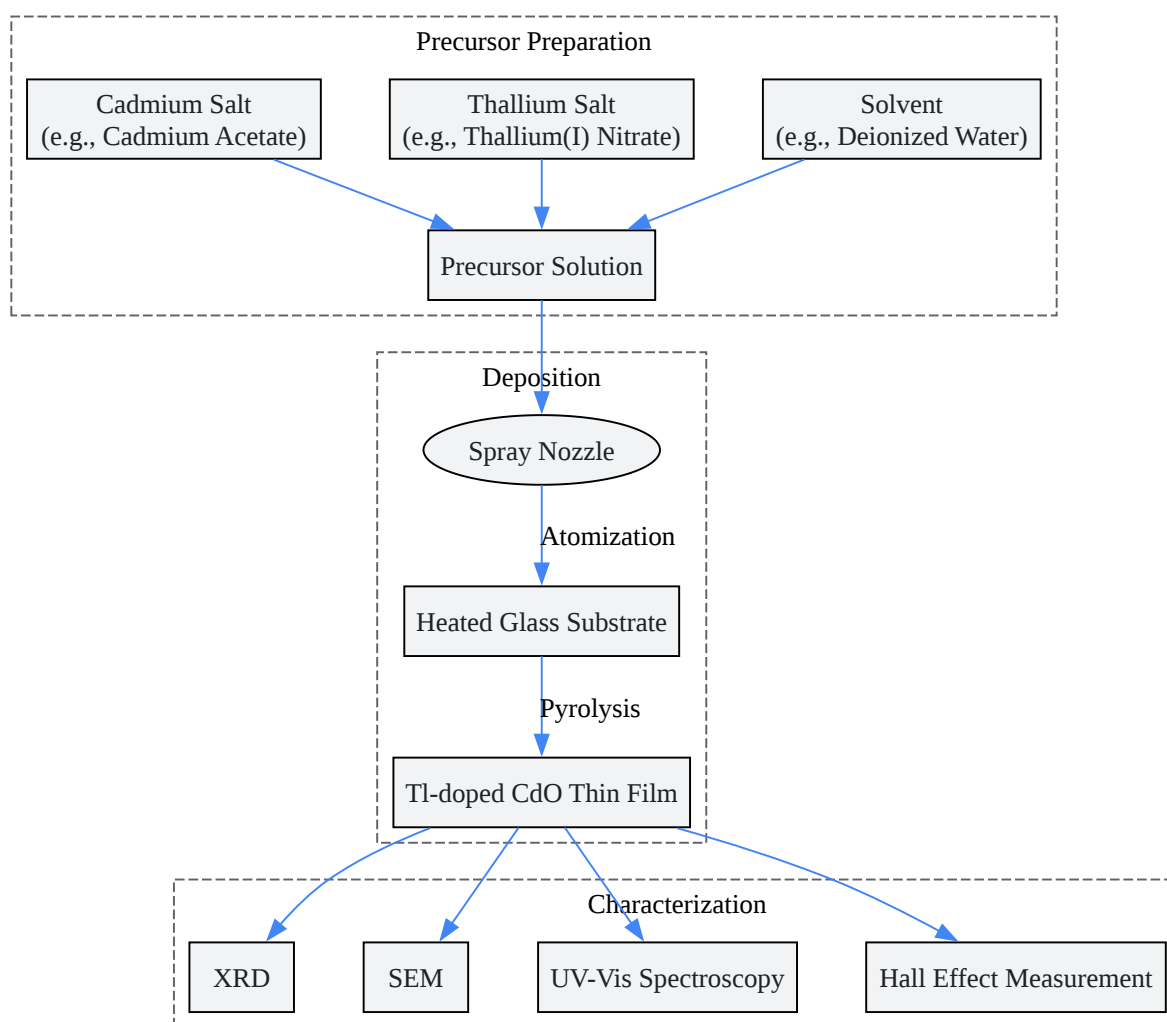 Precursor Preparation
Cadmium Salt
(e.g., Cadmium Acetate)
Thallium Salt
(e.g., Thallium(I) Nitrate)
Solvent
(e.g., Deionized Water)
Precursor Solution
Deposition
Spray Nozzle
Atomization
Heated Glass Substrate
Pyrolysis
Tl-doped CdO Thin Film
Characterization
XRD
SEM
UV-Vis Spectroscopy
Hall Effect Measurement